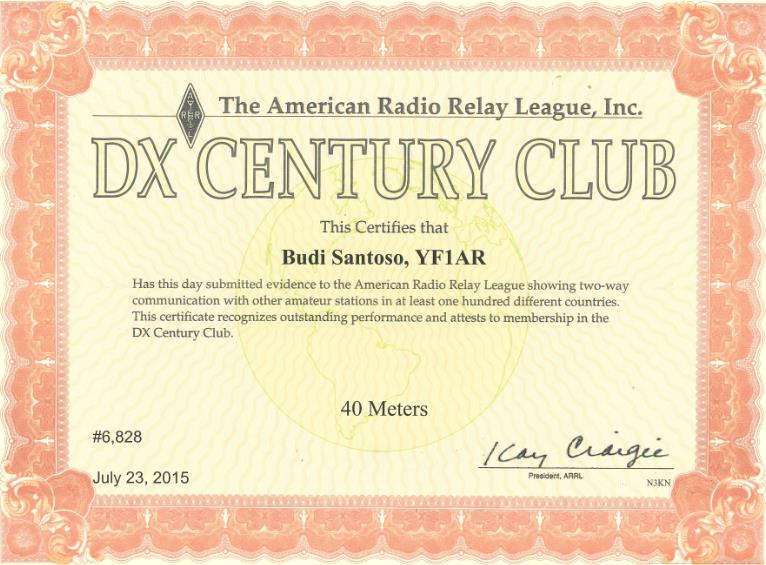 The American Radio Relay League, Inc.
DX CENTURY CLUB
This Certifies that
Budi Santoso, YF1AR
Has this day submitted evidence to the American Radio Relay League showing two-way
communication with other amateur stations in at least one hundred different countries.
This certificate recognizes outstanding performance and attests to membership in the
DX Century Club.
40 Meters
#6,828
July 23, 2015
Kay Craigie
President, ARRL
N3KN